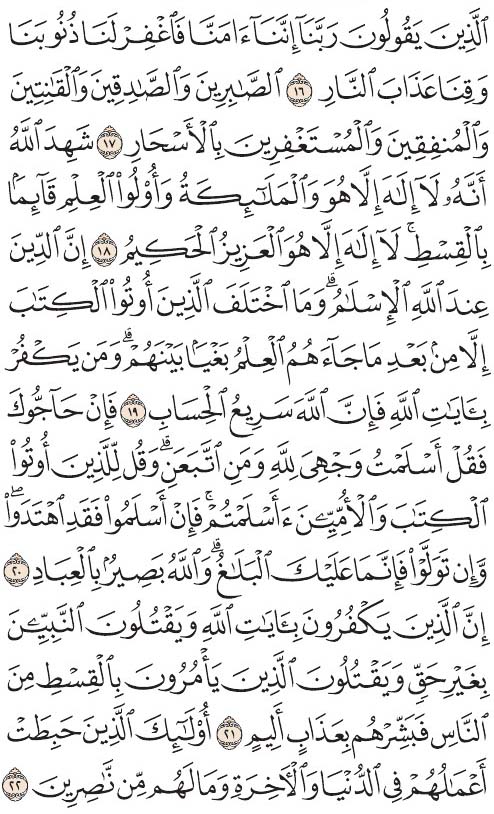 ٱلَّذِينَ يَقُولُونَ رَبَّنَآ إِنَّنَآ ءَامَنَّا فَٱغْفِرْ لَنَا ذُنُوبَنَا
وَقِنَا عَذَابَ ٱلنَّارِ ١٦ ٱلصَّٰبِرِينَ وَٱلصَّٰدِقِينَ وَٱلْقَٰنِتِينَ
وَٱلْمُنفِقِينَ وَٱلْمُسْتَغْفِرِينَ بِٱلْأَسْحَارِ ١٧ شَهِدَ ٱللَّهُ
أَنَّهُۥ لَآ إِلَٰهَ إِلَّا هُوَ وَٱلْمَلَٰٓئِكَةُ وَأُو۟لُوا۟ ٱلْعِلْمِ قَآئِمًۢا
بِٱلْقِسْطِ ۚ لَآ إِلَٰهَ إِلَّا هُوَ ٱلْعَزِيزُ ٱلْحَكِيمُ ١٨ إِنَّ ٱلدِّينَ
عِندَ ٱللَّهِ ٱلْإِسْلَٰمُ ۗ وَمَا ٱخْتَلَفَ ٱلَّذِينَ أُوتُوا۟ ٱلْكِتَٰبَ
إِلَّا مِنۢ بَعْدِ مَا جَآءَهُمُ ٱلْعِلْمُ بَغْيًۢا بَيْنَهُمْ ۗ وَمَن يَكْفُرْ
بِـَٔايَٰتِ ٱللَّهِ فَإِنَّ ٱللَّهَ سَرِيعُ ٱلْحِسَابِ ١٩ فَإِنْ حَآجُّوكَ
فَقُلْ أَسْلَمْتُ وَجْهِىَ لِلَّهِ وَمَنِ ٱتَّبَعَنِ ۗ وَقُل لِّلَّذِينَ أُوتُوا۟
ٱلْكِتَٰبَ وَٱلْأُمِّيِّـۧنَ ءَأَسْلَمْتُمْ ۚ فَإِنْ أَسْلَمُوا۟ فَقَدِ ٱهْتَدَوا۟ ۖ
وَّإِن تَوَلَّوْا۟ فَإِنَّمَا عَلَيْكَ ٱلْبَلَٰغُ ۗ وَٱللَّهُ بَصِيرٌۢ بِٱلْعِبَادِ ٢٠
إِنَّ ٱلَّذِينَ يَكْفُرُونَ بِـَٔايَٰتِ ٱللَّهِ وَيَقْتُلُونَ ٱلنَّبِيِّـۧنَ
بِغَيْرِ حَقٍّ وَيَقْتُلُونَ ٱلَّذِينَ يَأْمُرُونَ بِٱلْقِسْطِ مِنَ
ٱلنَّاسِ فَبَشِّرْهُم بِعَذَابٍ أَلِيمٍ ٢١ أُو۟لَٰٓئِكَ ٱلَّذِينَ حَبِطَتْ
أَعْمَٰلُهُمْ فِى ٱلدُّنْيَا وَٱلْأَخِرَةِ وَمَا لَهُم مِّن نَّٰصِرِينَ ٢٢